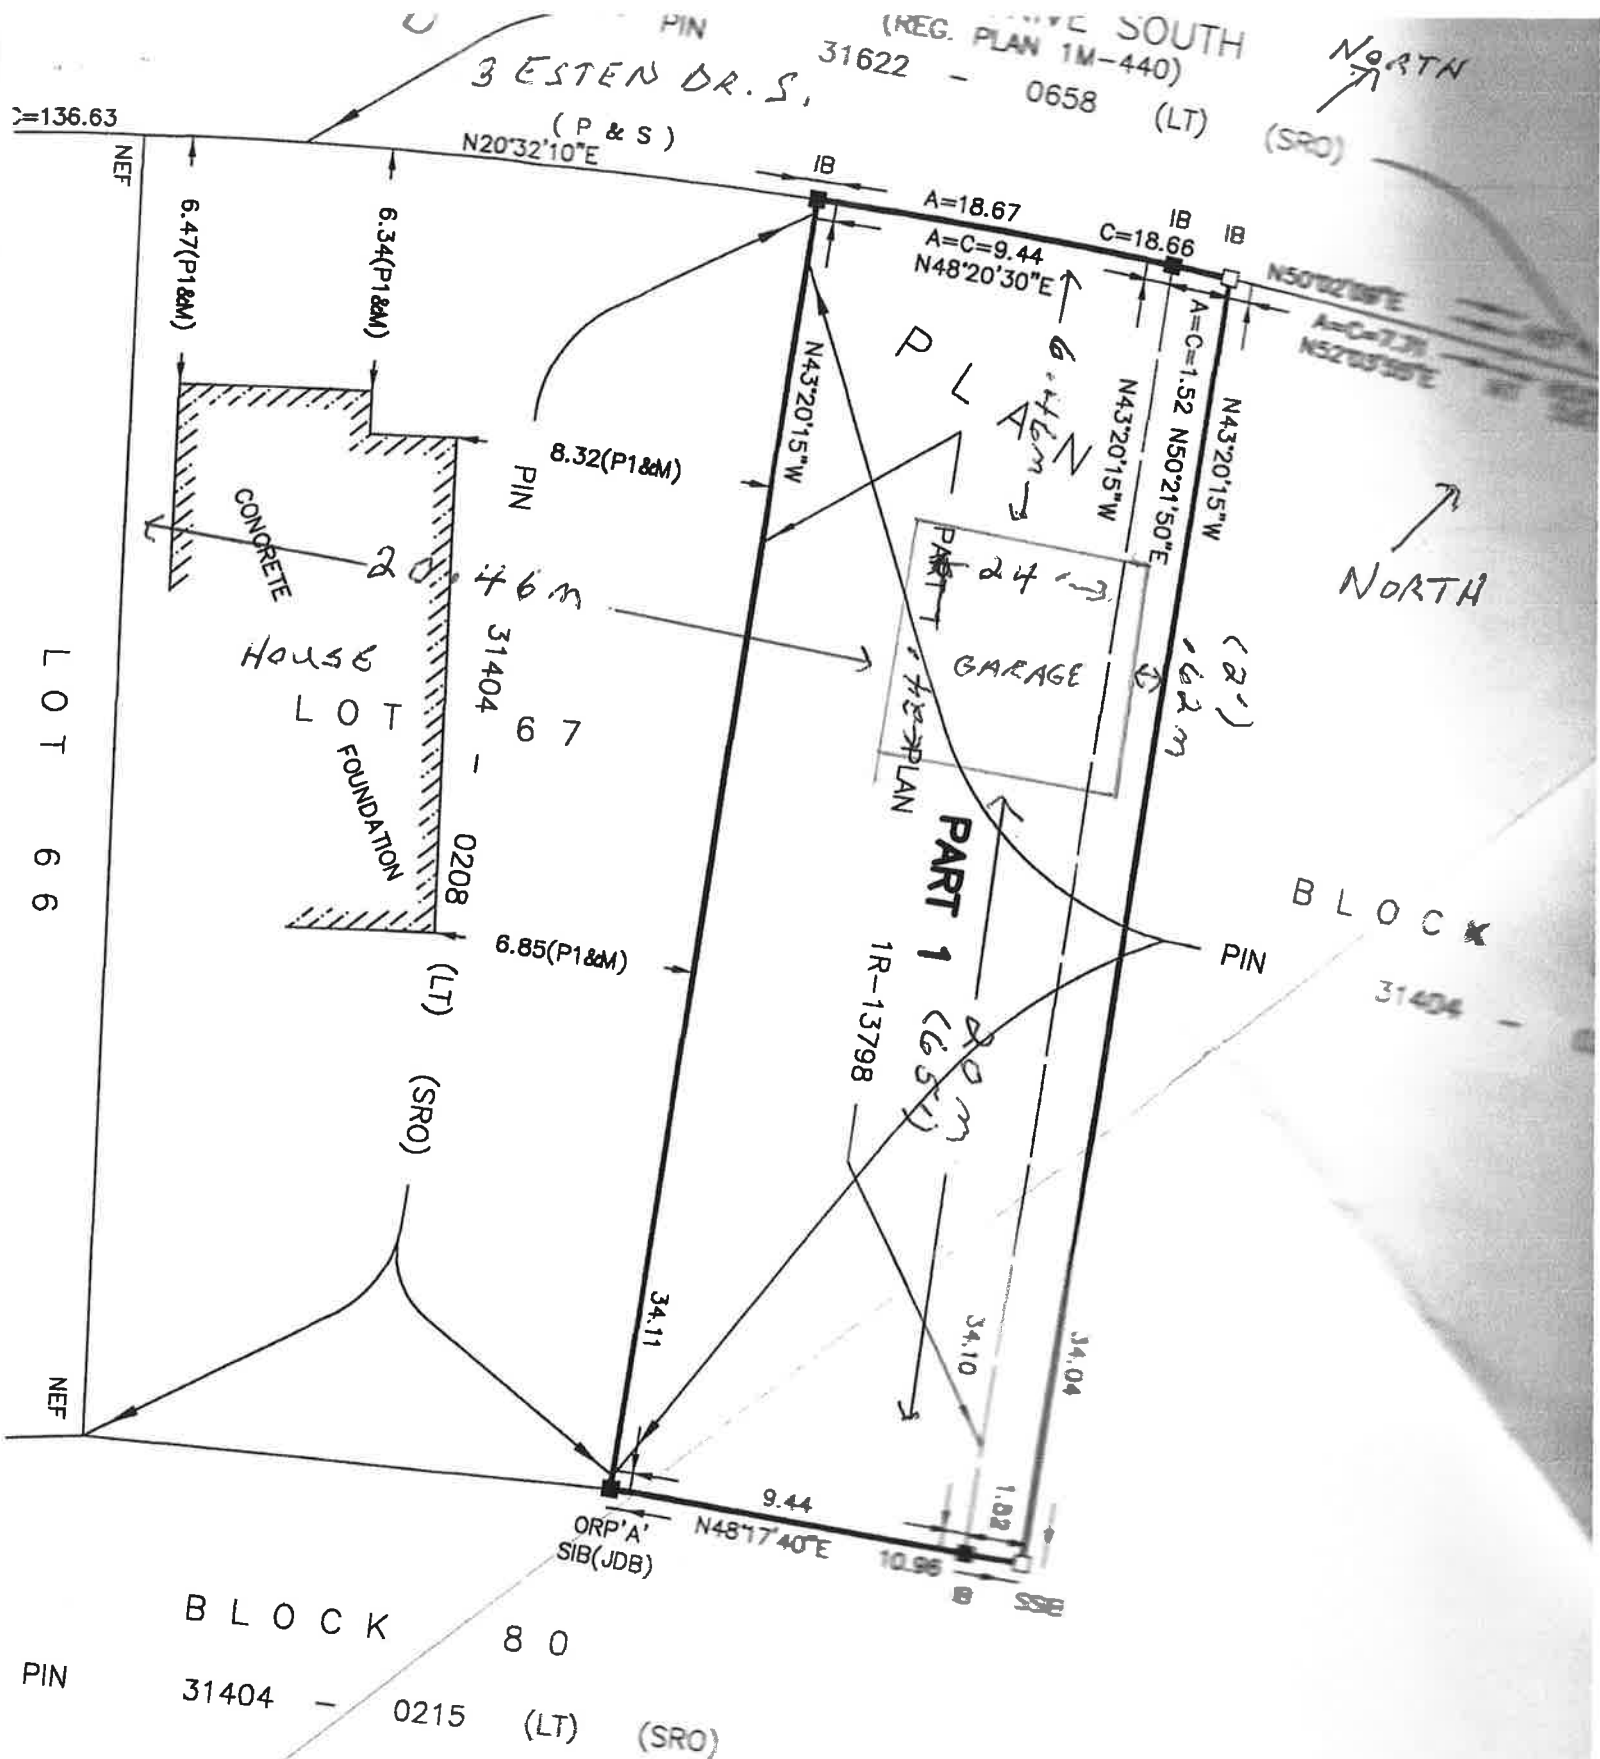 PIN
(REG. PLAN 1M-440)
SOUTH
31622 - 0658 (LT) (SRO)
NORTH
3 ESTEN DR. S.
(P & S)
C=136.63
N20°32'10"E
NEF
6.47(P1&M)
6.34(P1&M)
IB
A=18.67
C=18.66
IB
IB
A=C=9.44
N48°20'30"E
N50°02'09"E
N52°03'55"E
A=C=1.52 N50°21'50"E
N43°20'15"W
N43°20'15"W
N43°20'15"W
PLAN
6.46m
8.32(P1&M)
PIN
CONCRETE
20.46m
HOUSE
LOT 67
FOUNDATION
31404 - 0208 (LT) (SRO)
LOT 66
PART 1
24'
GARAGE
PLAN
(2')
.62m
NORTH
PART 1
1R-13798
20m
(65')
6.85(P1&M)
PIN
BLOCK
31404 -
34.11
34.10
34.04
NEF
9.44
N48°17'40"E
10.96
IB
SSIB
ORP'A'
SIB(JDB)
BLOCK 80
PIN 31404 - 0215 (LT) (SRO)